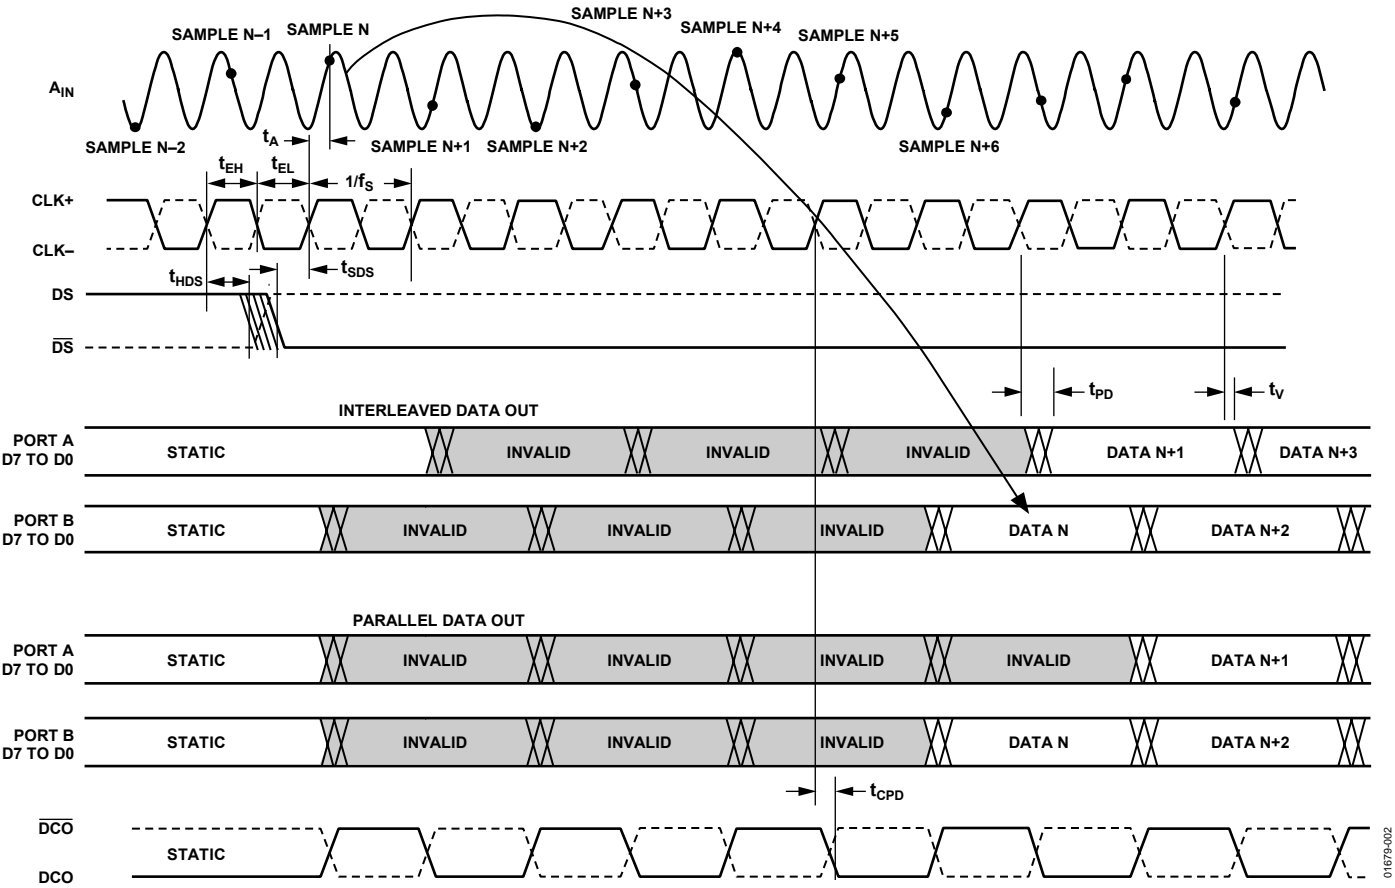 SAMPLE N–1
SAMPLE N
SAMPLE N+3
SAMPLE N+4
SAMPLE N+5
AIN
SAMPLE N–2
tA
SAMPLE N+1
SAMPLE N+2
SAMPLE N+6
tEH
tEL
1/fS
CLK+
CLK–
tHDS
tSDS
DS
D̅S̅
tPD
tV
INTERLEAVED DATA OUT
PORT A
D7 TO D0
STATIC
INVALID
INVALID
INVALID
DATA N+1
DATA N+3
PORT B
D7 TO D0
STATIC
INVALID
INVALID
INVALID
DATA N
DATA N+2
PARALLEL DATA OUT
PORT A
D7 TO D0
STATIC
INVALID
INVALID
INVALID
INVALID
DATA N+1
PORT B
D7 TO D0
STATIC
INVALID
INVALID
INVALID
DATA N
DATA N+2
tCPD
D̅C̅O̅
STATIC
DCO
01679-002